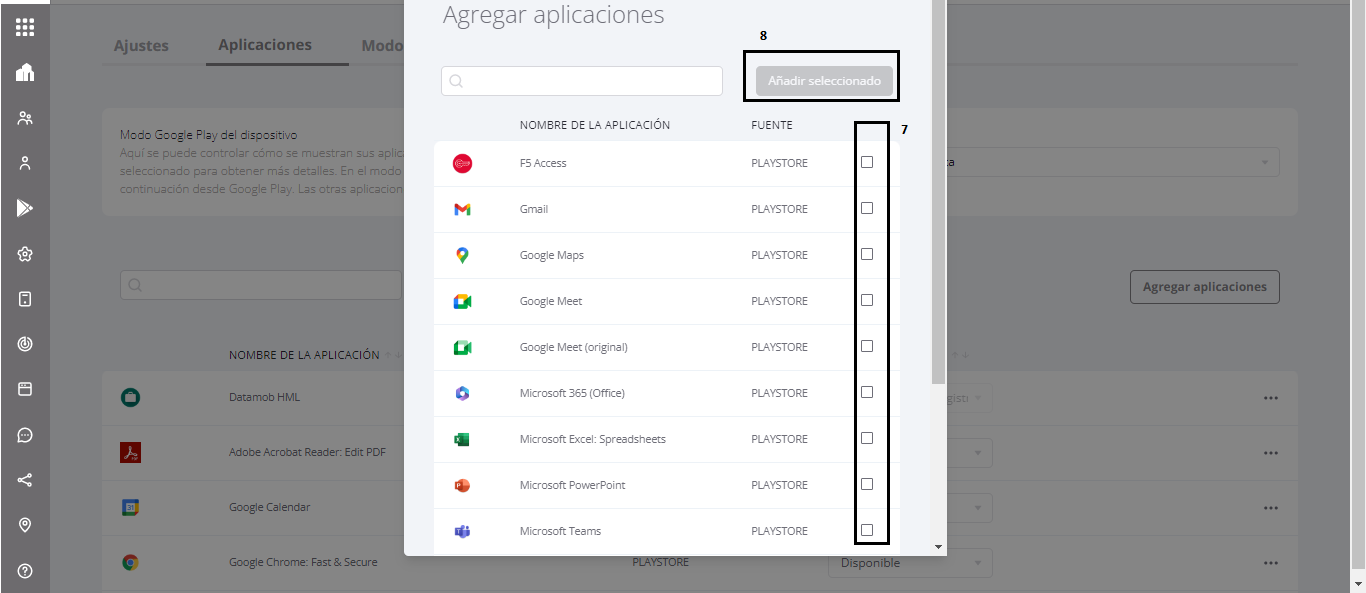 Agregar aplicaciones
Ajustes
Aplicaciones
Modo
8
Añadir seleccionado
NOMBRE DE LA APLICACIÓN
FUENTE
7
Modo Google Play del dispositivo
Aquí se puede controlar cómo se muestran sus aplic
seleccionado para obtener más detalles. En el modo
continuación desde Google Play. Las otras aplicacion
F5 Access
PLAYSTORE
Gmail
PLAYSTORE
Google Maps
PLAYSTORE
Google Meet
PLAYSTORE
Agregar aplicaciones
Google Meet (original)
PLAYSTORE
NOMBRE DE LA APLICACIÓN
Microsoft 365 (Office)
PLAYSTORE
Datamob HML
Microsoft Excel: Spreadsheets
PLAYSTORE
Adobe Acrobat Reader: Edit PDF
Microsoft PowerPoint
PLAYSTORE
Google Calendar
31
Microsoft Teams
PLAYSTORE
Google Chrome: Fast & Secure
PLAYSTORE
Disponible